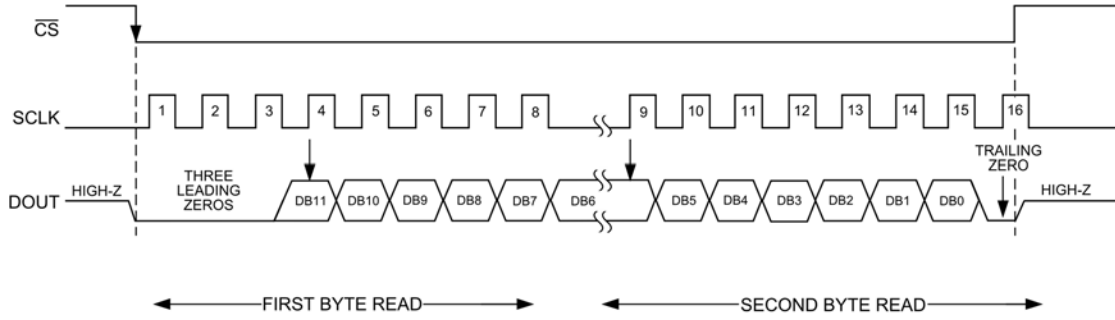 CS
SCLK
1 2 3 4 5 6 7 8 9 10 11 12 13 14 15 16
TRAILING
ZERO
DOUT
HIGH-Z
THREE
LEADING
ZEROS
DB11 DB10 DB9 DB8 DB7 DB6 DB5 DB4 DB3 DB2 DB1 DB0
HIGH-Z
FIRST BYTE READ
SECOND BYTE READ